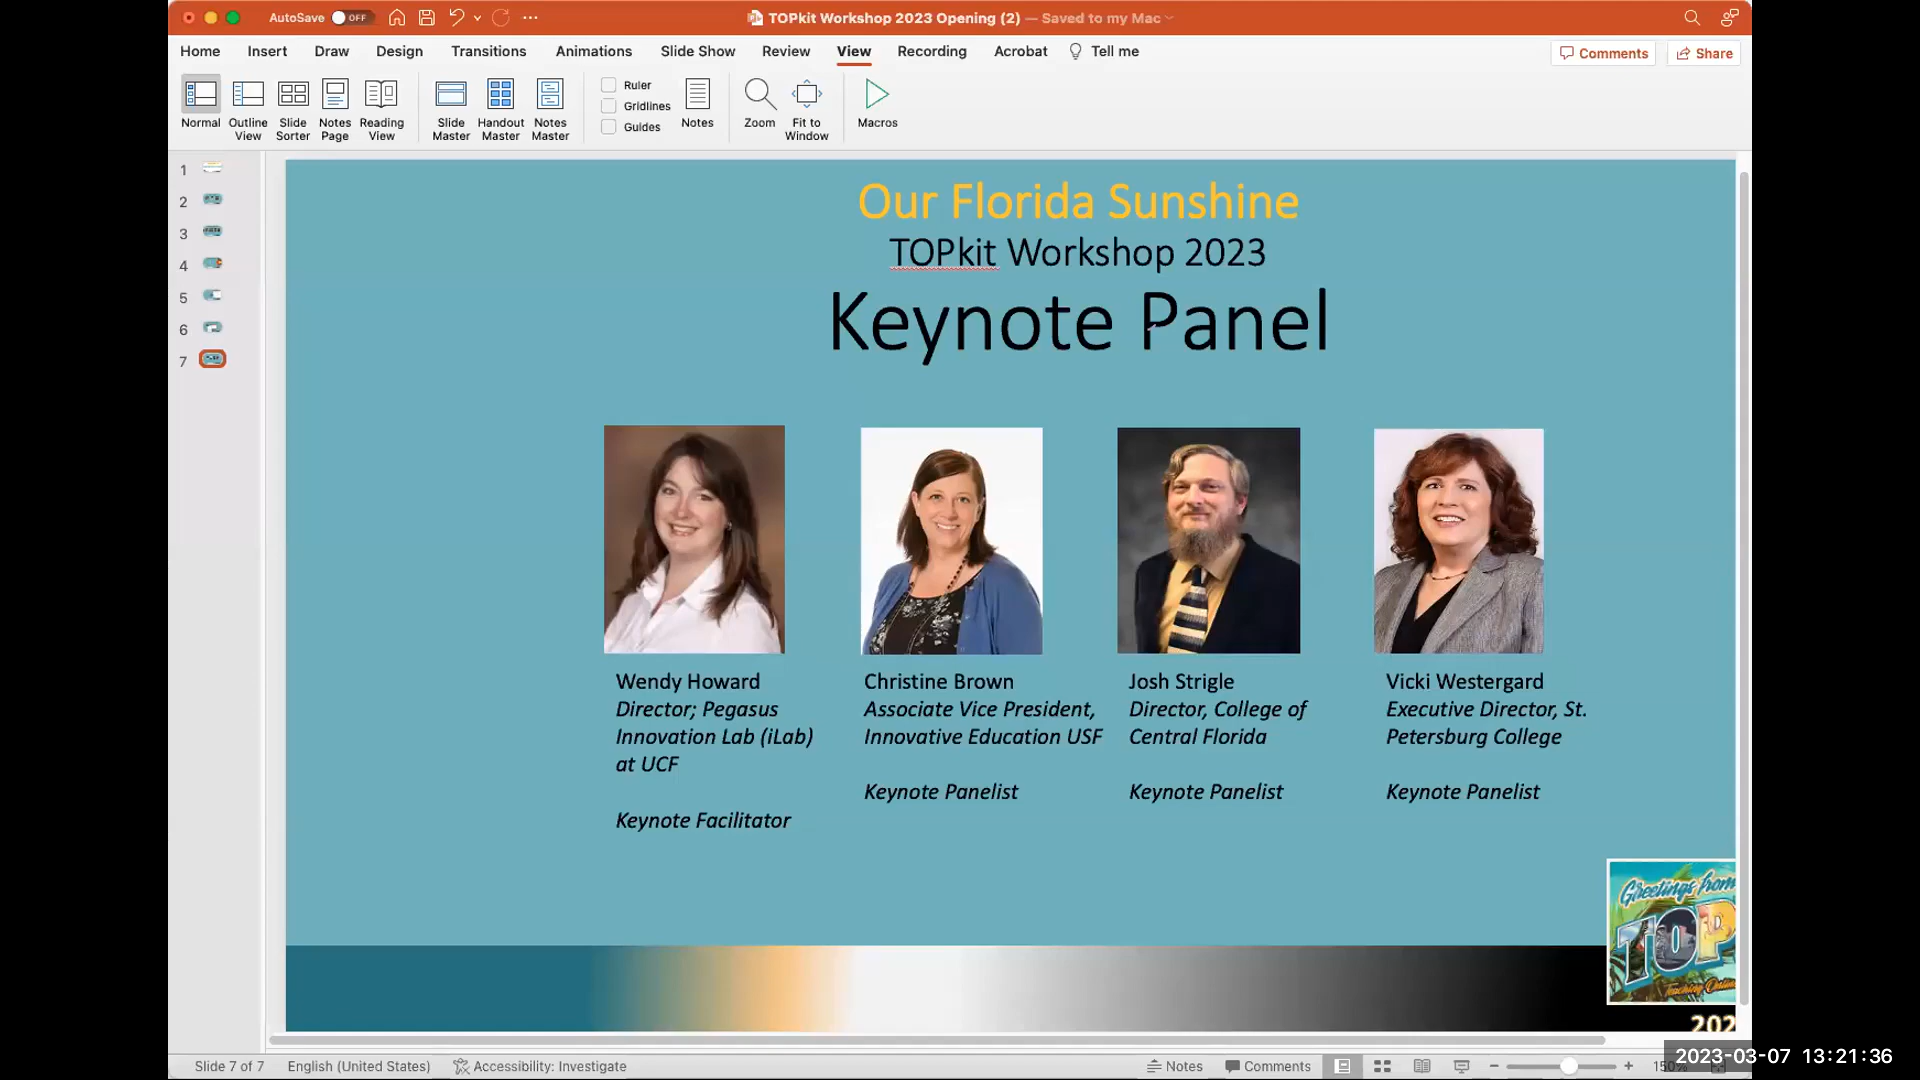 AutoSave OFF
TOPkit Workshop 2023 Opening (2) — Saved to my Mac
Home Insert Draw Design Transitions Animations Slide Show Review View Recording Acrobat Tell me
Comments Share
Normal
Outline View
Slide Sorter
Notes Page
Reading View
Slide Master
Handout Master
Notes Master
Ruler
Gridlines
Guides
Notes
Zoom
Fit to Window
Macros
1
2
3
4
5
6
7
Our Florida Sunshine
TOPkit Workshop 2023
Keynote Panel
Wendy Howard
Director; Pegasus
Innovation Lab (iLab)
at UCF
Keynote Facilitator
Christine Brown
Associate Vice President,
Innovative Education USF
Keynote Panelist
Josh Strigle
Director, College of
Central Florida
Keynote Panelist
Vicki Westergard
Executive Director, St.
Petersburg College
Keynote Panelist
Greetings from
TOP
Teaching
202
Slide 7 of 7 English (United States) Accessibility: Investigate
Notes Comments 150%
2023-03-07 13:21:36